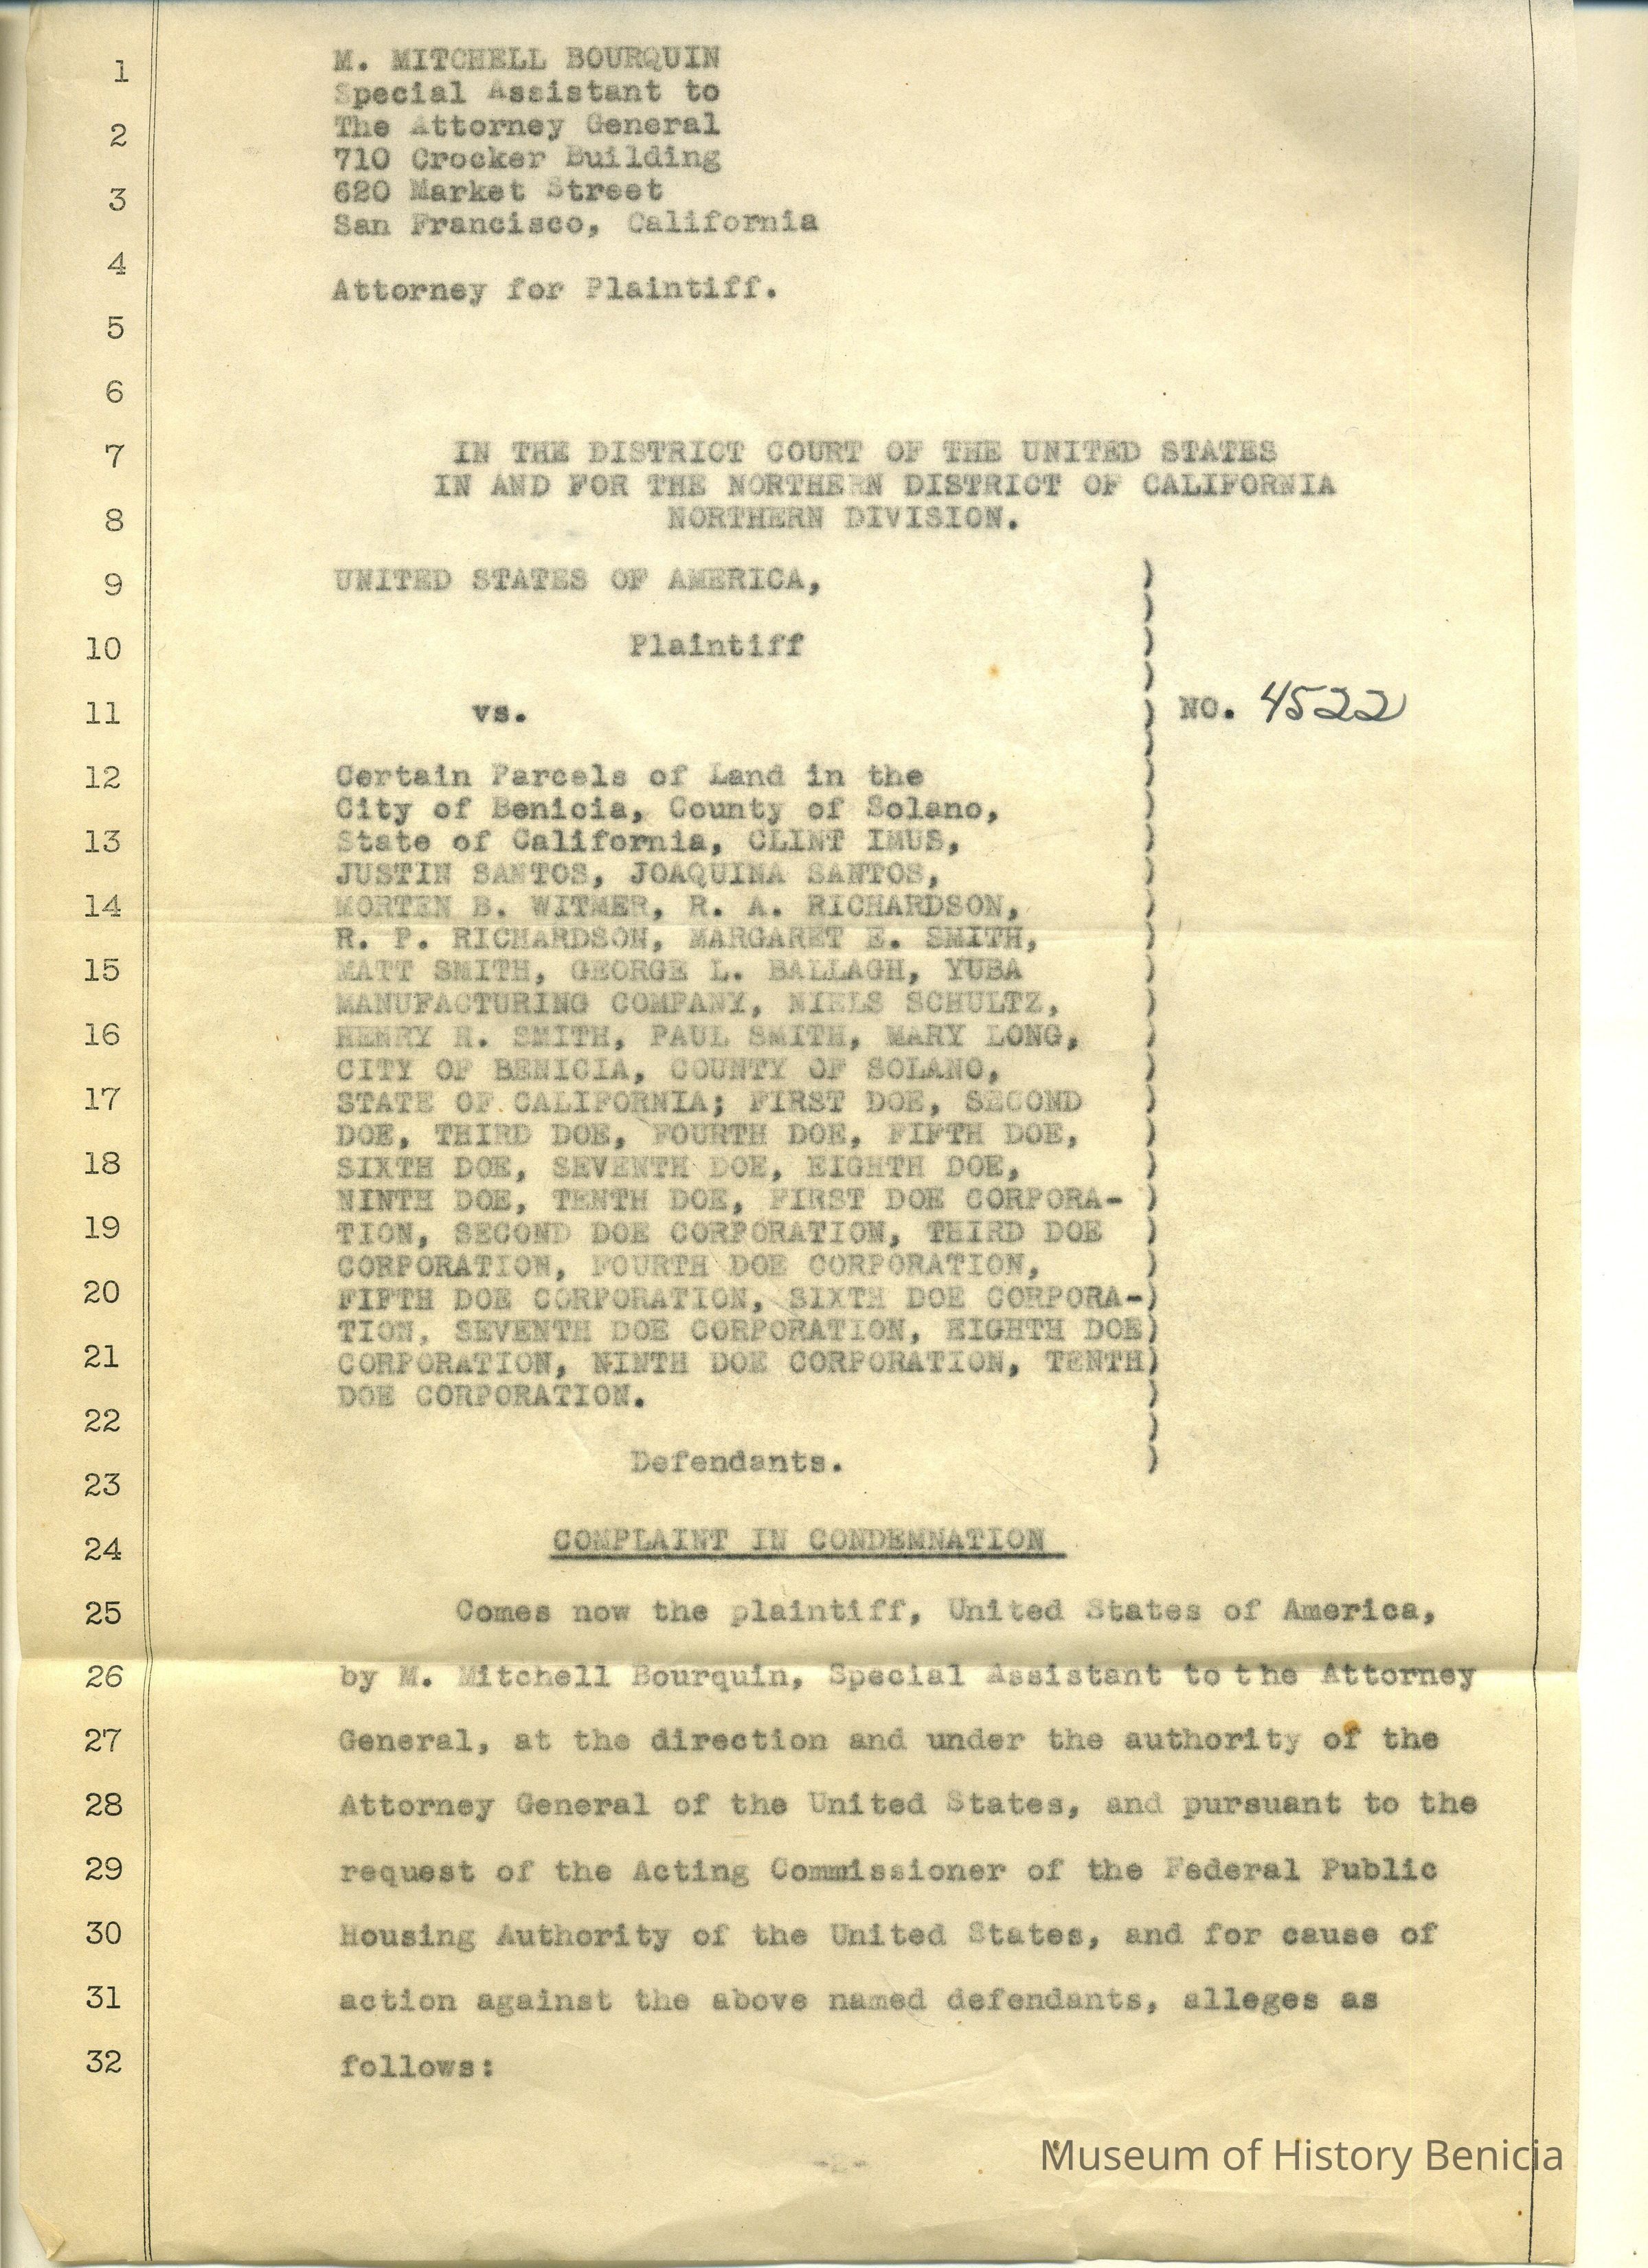 1
2
3
4
5
6
7
8
9
10
11
12
13
14
15
16
17
18
19
20
21
22
23
24
25
26
27
28
29
30
31
32
M. MITCHELL BOURQUIN
Special Assistant to
The Attorney General
710 Crocker Building
620 Market Street
San Francisco, California
Attorney for Plaintiff.
IN THE DISTRICT COURT OF THE UNITED STATES
IN AND FOR THE NORTHERN DISTRICT OF CALIFORNIA
NORTHERN DIVISION.
UNITED STATES OF AMERICA, )
)
Plaintiff )
)
vs. ) NO. 4522
)
Certain Parcels of Land in the )
City of Benicia, County of Solano, )
State of California, CLINT IMUS, )
JUSTIN SANTOS, JOAQUINA SANTOS, )
MORTEN B. WITMER, R. A. RICHARDSON, )
R. P. RICHARDSON, MARGARET E. SMITH, )
MATT SMITH, GEORGE L. BALLAGH, YUBA )
MANUFACTURING COMPANY, NIELS SCHULTZ, )
HENRY H. SMITH, PAUL SMITH, MARY LONG, )
CITY OF BENICIA, COUNTY OF SOLANO, )
STATE OF CALIFORNIA; FIRST DOE, SECOND )
DOE, THIRD DOE, FOURTH DOE, FIFTH DOE, )
SIXTH DOE, SEVENTH DOE, EIGHTH DOE, )
NINTH DOE, TENTH DOE, FIRST DOE CORPORA- )
TION, SECOND DOE CORPORATION, THIRD DOE )
CORPORATION, FOURTH DOE CORPORATION, )
FIFTH DOE CORPORATION, SIXTH DOE CORPORA-)
TION, SEVENTH DOE CORPORATION, EIGHTH DOE)
CORPORATION, NINTH DOE CORPORATION, TENTH)
DOE CORPORATION. )
)
Defendants. )
COMPLAINT IN CONDEMNATION
Comes now the plaintiff, United States of America,
by M. Mitchell Bourquin, Special Assistant to the Attorney
General, at the direction and under the authority of the
Attorney General of the United States, and pursuant to the
request of the Acting Commissioner of the Federal Public
Housing Authority of the United States, and for cause of
action against the above named defendants, alleges as
follows:
Museum of History Benicia